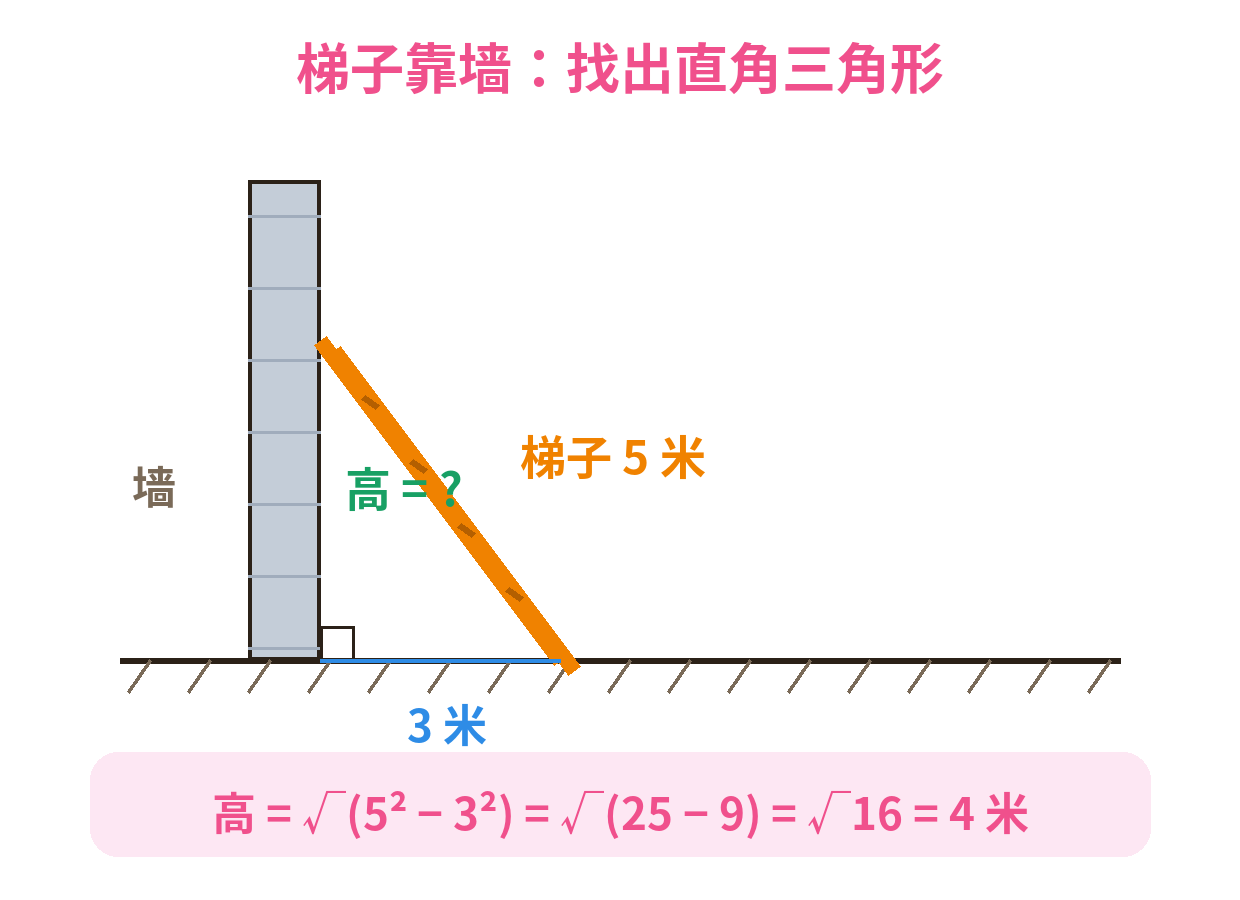 梯子靠墙：找出直角三角形
梯子 5 米
墙
高 = ?
3 米
高 = √(5² − 3²) = √(25 − 9) = √16 = 4 米